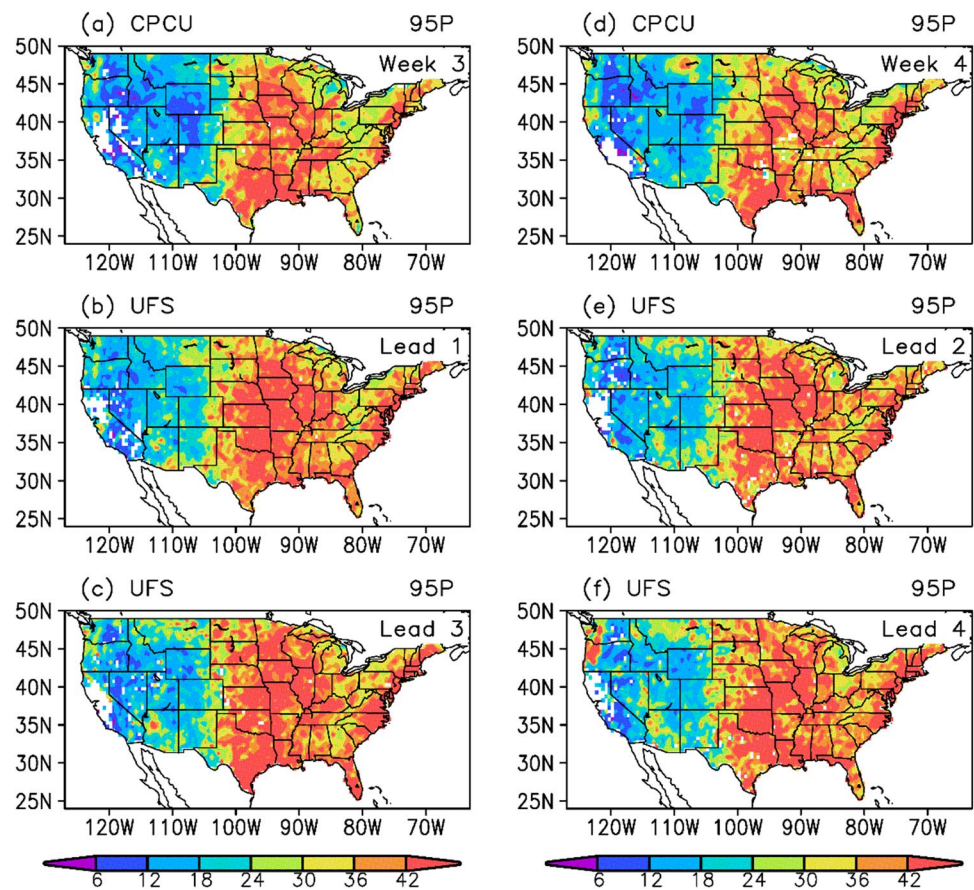 (a) CPCU 95P
Week 3
50N
45N
40N
35N
30N
25N
120W 110W 100W 90W 80W 70W
(d) CPCU 95P
Week 4
50N
45N
40N
35N
30N
25N
120W 110W 100W 90W 80W 70W
(b) UFS 95P
Lead 1
50N
45N
40N
35N
30N
25N
120W 110W 100W 90W 80W 70W
(e) UFS 95P
Lead 2
50N
45N
40N
35N
30N
25N
120W 110W 100W 90W 80W 70W
(c) UFS 95P
Lead 3
50N
45N
40N
35N
30N
25N
120W 110W 100W 90W 80W 70W
(f) UFS 95P
Lead 4
50N
45N
40N
35N
30N
25N
120W 110W 100W 90W 80W 70W
6 12 18 24 30 36 42
6 12 18 24 30 36 42